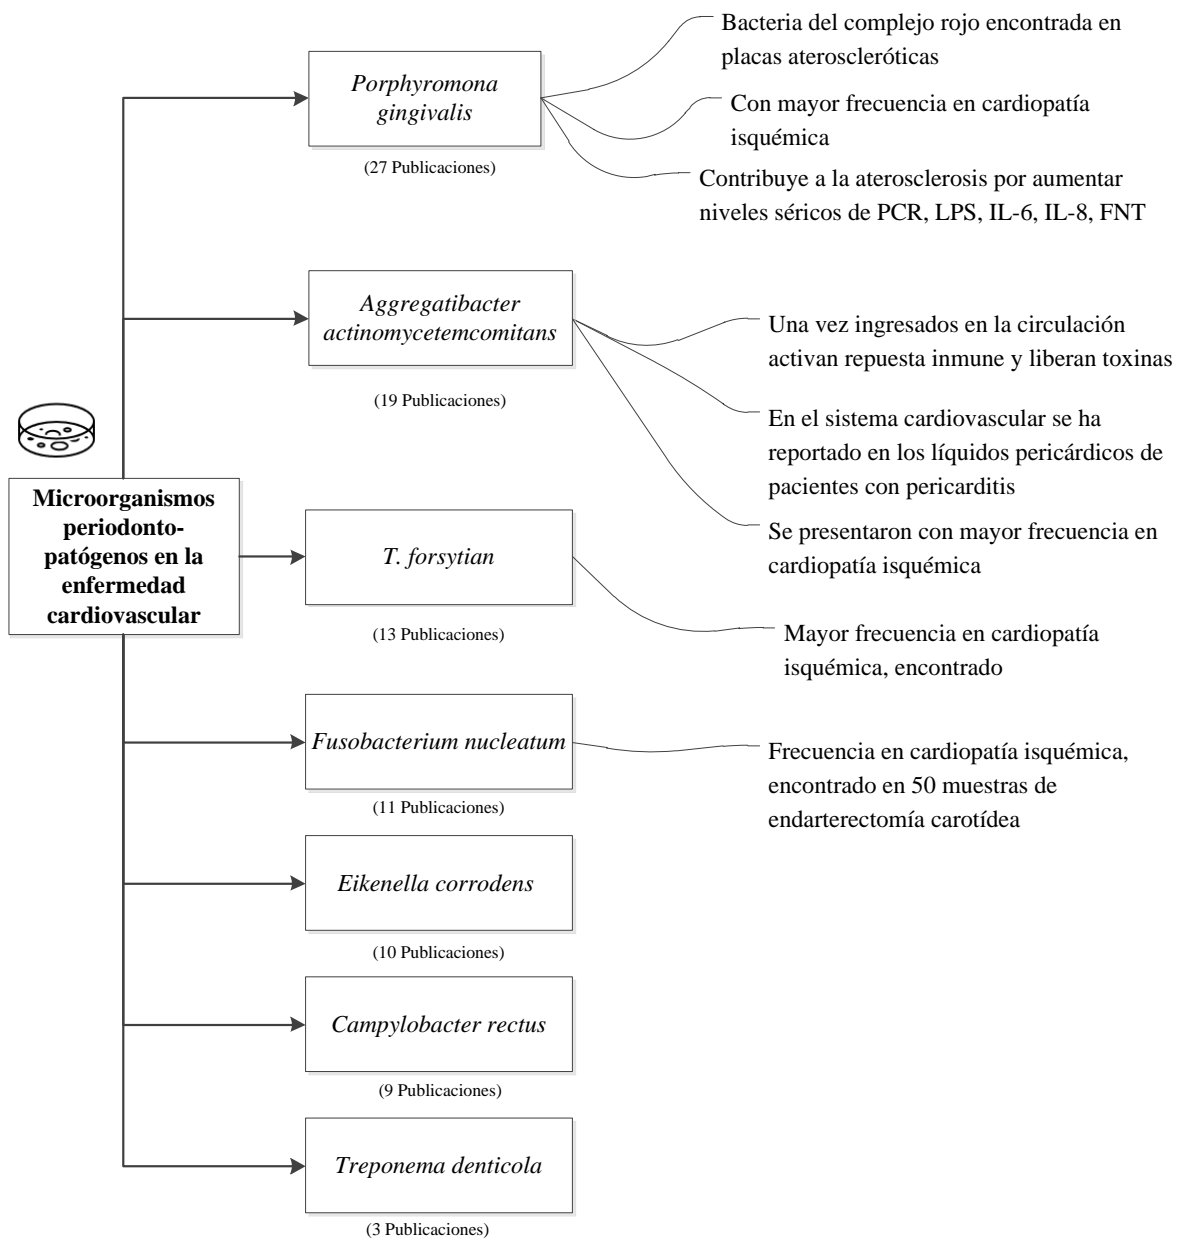 Microorganismos
periodonto-
patógenos en la
enfermedad
cardiovascular
Porphyromona
gingivalis
(27 Publicaciones)
Bacteria del complejo rojo encontrada en
placas ateroscleróticas
Con mayor frecuencia en cardiopatía
isquémica
Contribuye a la aterosclerosis por aumentar
niveles séricos de PCR, LPS, IL-6, IL-8, FNT
Aggregatibacter
actinomycetemcomitans
(19 Publicaciones)
Una vez ingresados en la circulación
activan repuesta inmune y liberan toxinas
En el sistema cardiovascular se ha
reportado en los líquidos pericárdicos de
pacientes con pericarditis
Se presentaron con mayor frecuencia en
cardiopatía isquémica
T. forsytian
(13 Publicaciones)
Mayor frecuencia en cardiopatía
isquémica, encontrado
Fusobacterium nucleatum
(11 Publicaciones)
Frecuencia en cardiopatía isquémica,
encontrado en 50 muestras de
endarterectomía carotídea
Eikenella corrodens
(10 Publicaciones)
Campylobacter rectus
(9 Publicaciones)
Treponema denticola
(3 Publicaciones)